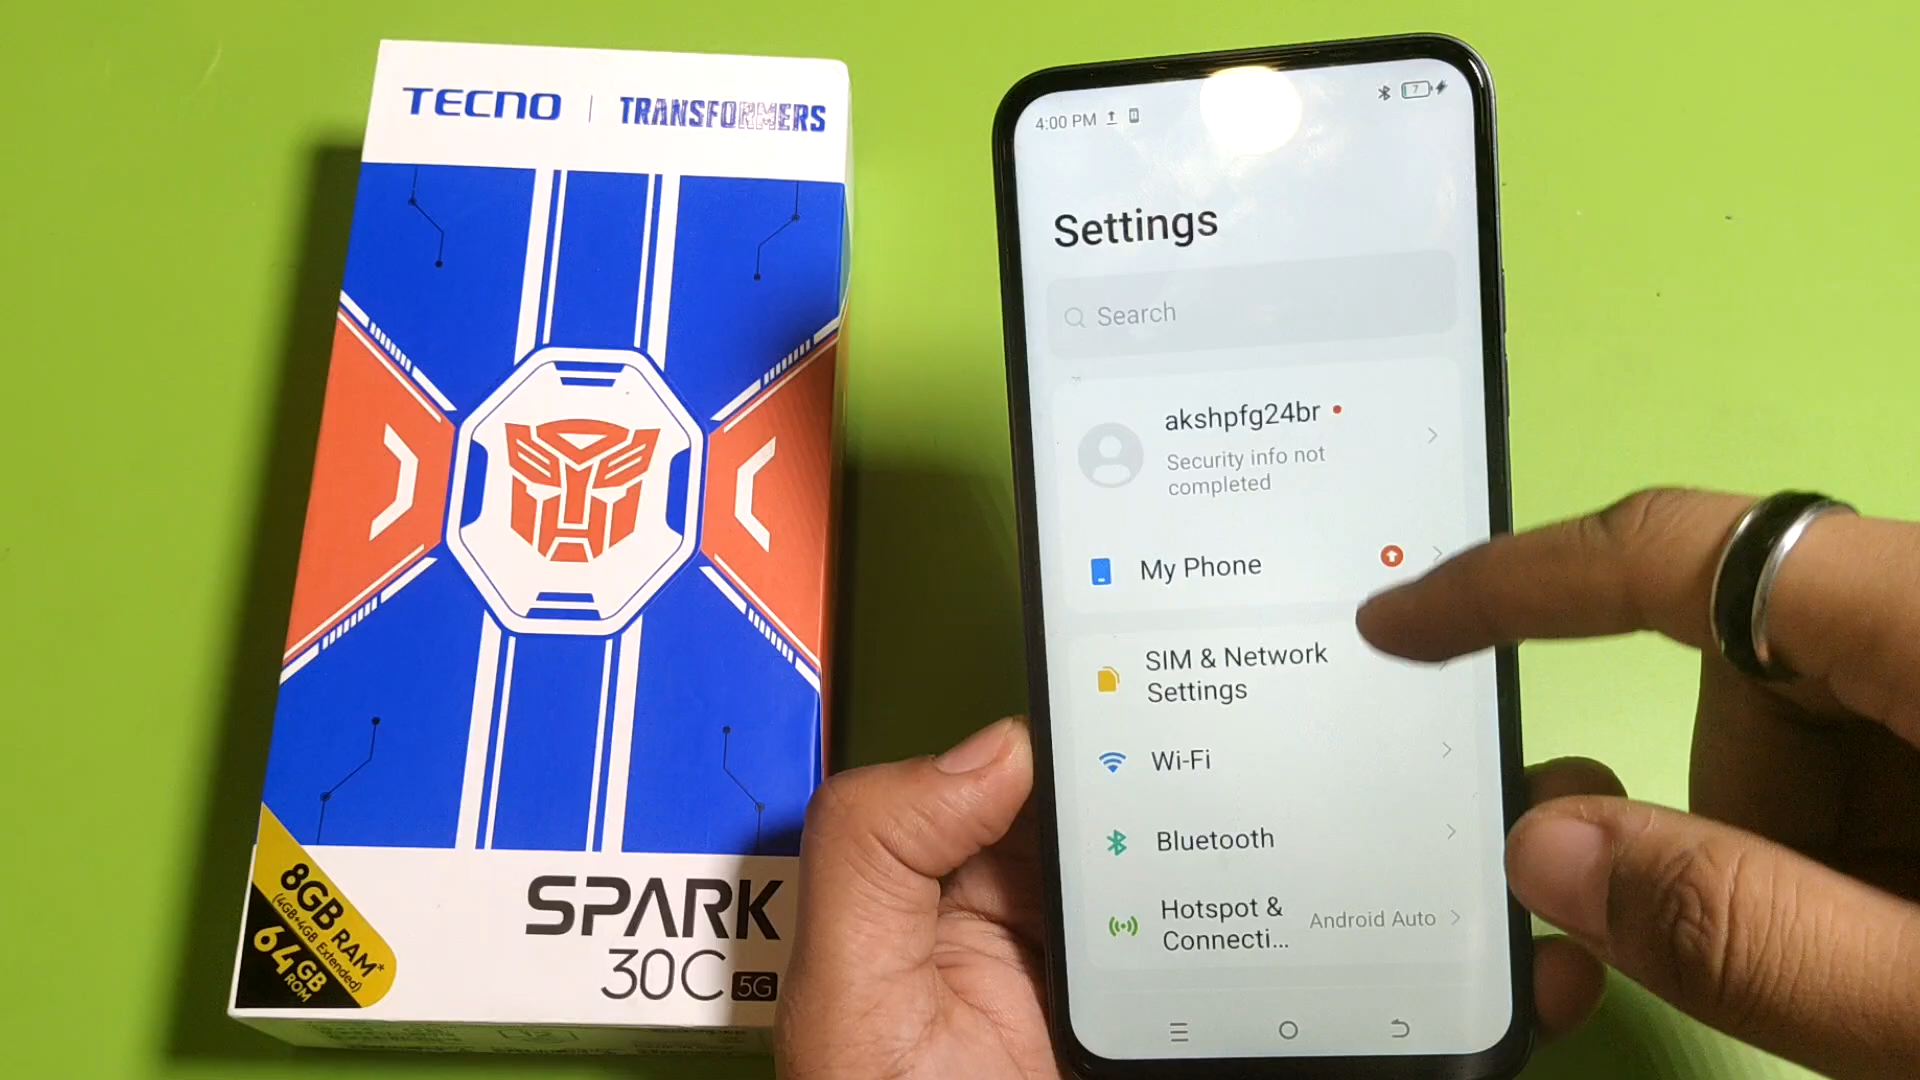 TECNO | TRANSFORMERS
8GB RAM*
(4GB+4GB Extended)
64GB ROM
SPARK
30C 5G
4:00 PM
7
Settings
Search
akshpfg24br
Security info not
completed
My Phone
SIM & Network
Settings
Wi-Fi
Bluetooth
Hotspot &
Connecti...
Android Auto